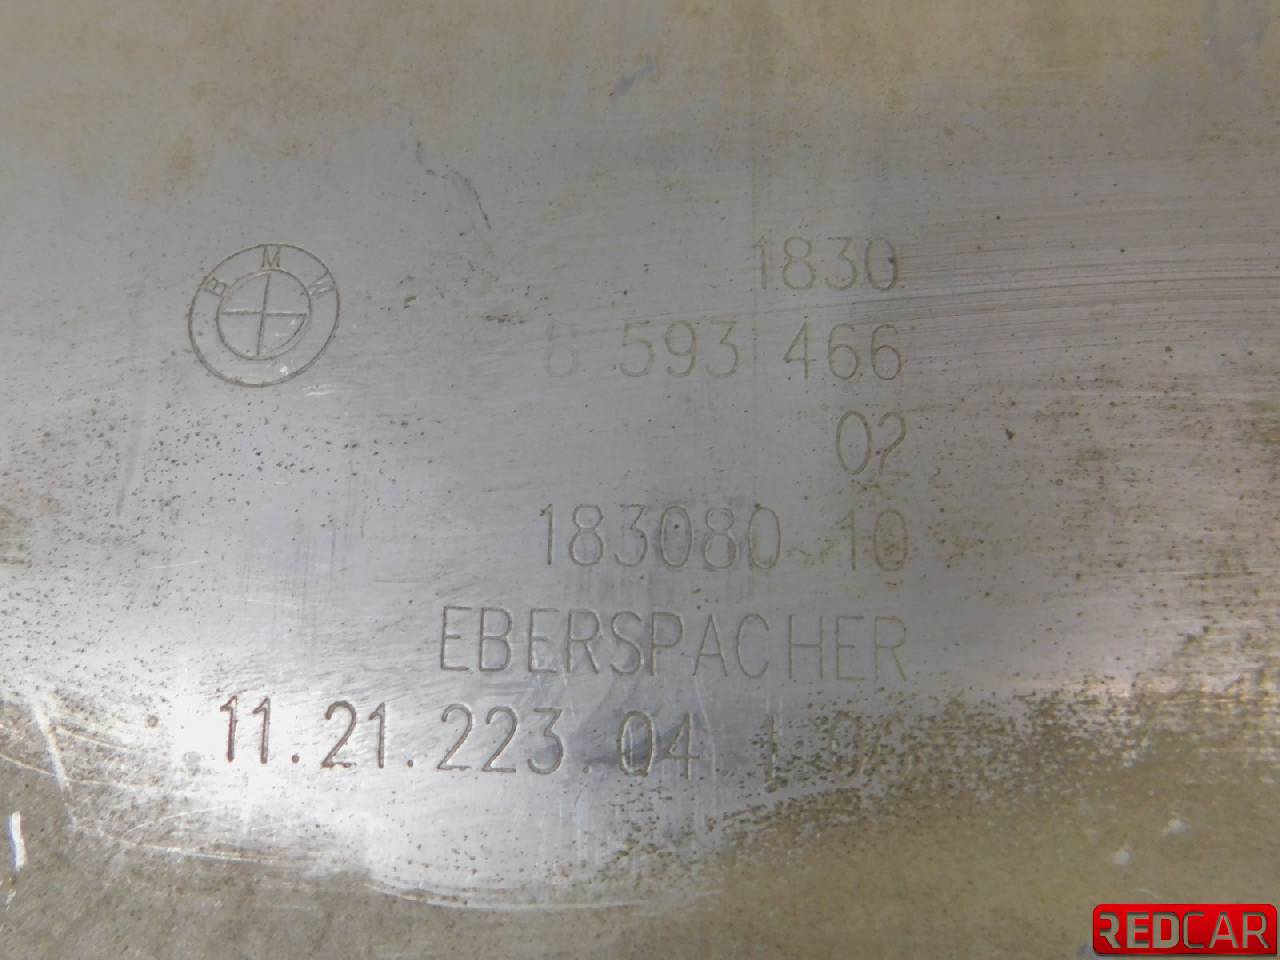 BMW
1830
8 593 466
02
183080 10
EBERSPACHER
11.21.223.04
REDCAR